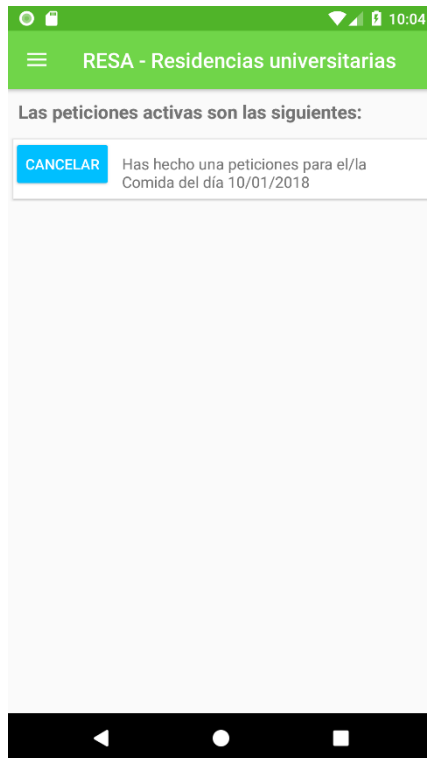 10:04
RESA - Residencias universitarias
Las peticiones activas son las siguientes:
CANCELAR
Has hecho una peticiones para el/la
Comida del día 10/01/2018